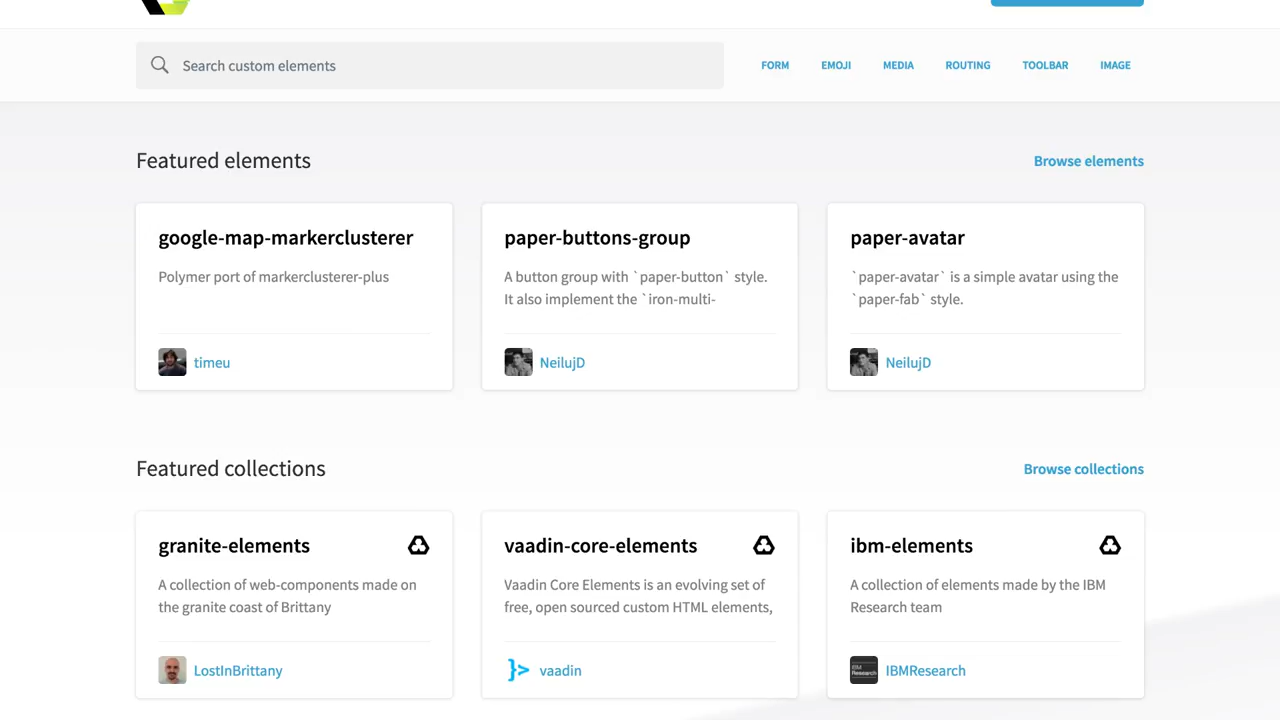 Search custom elements
FORM
EMOJI
MEDIA
ROUTING
TOOLBAR
IMAGE
Featured elements
Browse elements
google-map-markerclusterer
Polymer port of markerclusterer-plus
timeu
paper-buttons-group
A button group with `paper-button` style.
It also implement the `iron-multi-
NeilujD
paper-avatar
`paper-avatar` is a simple avatar using the
`paper-fab` style.
NeilujD
Featured collections
Browse collections
granite-elements
A collection of web-components made on
the granite coast of Brittany
LostInBrittany
vaadin-core-elements
Vaadin Core Elements is an evolving set of
free, open sourced custom HTML elements,
vaadin
ibm-elements
A collection of elements made by the IBM
Research team
IBM
Research
IBMResearch